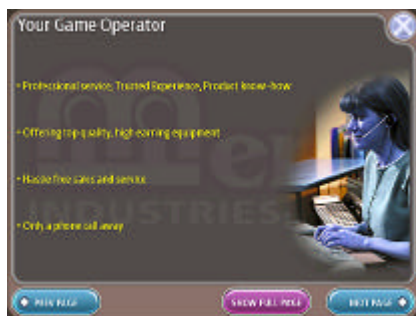 Your Game Operator
• Professional service, Trusted Experience, Product know-how
• Offering top quality, high earning equipment
• Hassle free sales and service
• Only a phone call away
INDUSTRIES
PREV PAGE
SHOW FULL PAGE
NEXT PAGE